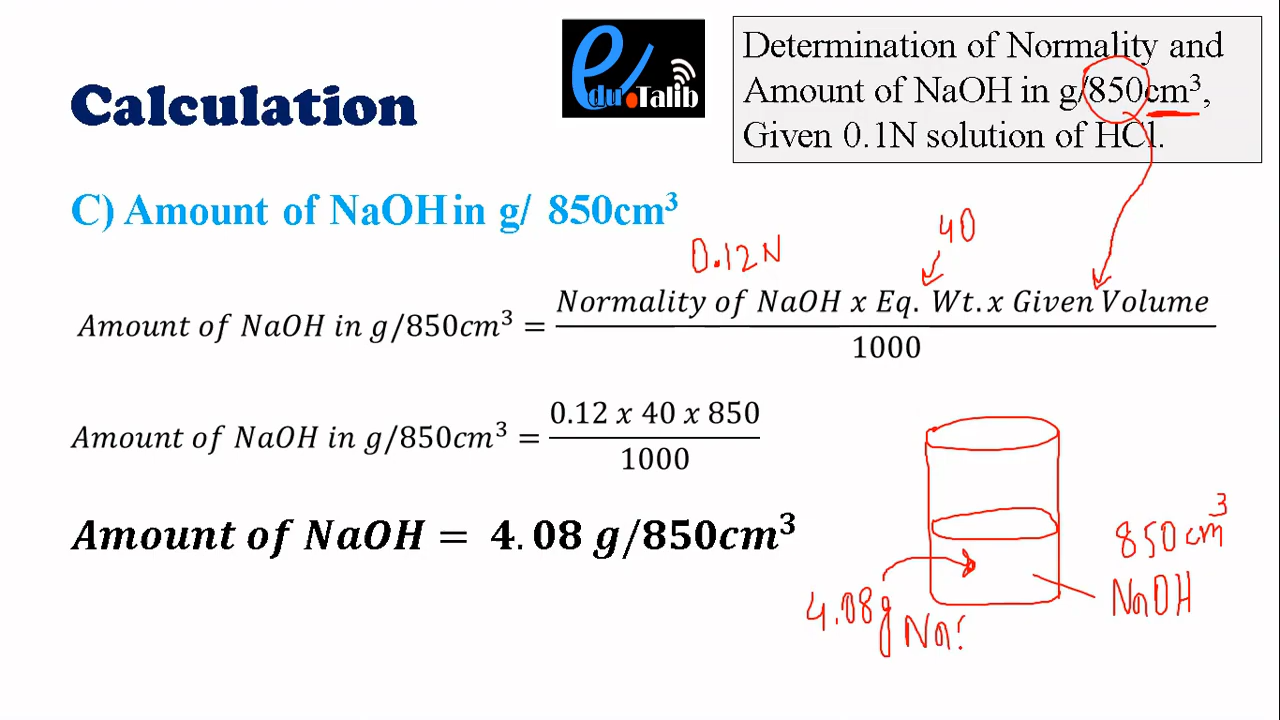 edu.Talib
Determination of Normality and
Amount of NaOH in g/850cm³,
Given 0.1N solution of HCl.
Calculation
C) Amount of NaOH in g/ 850cm³
0.12N
40
Amount of NaOH in g/850cm³ = Normality of NaOH x Eq. Wt. x Given Volume / 1000
Amount of NaOH in g/850cm³ = 0.12 x 40 x 850 / 1000
Amount of NaOH = 4.08 g/850cm³
850cm³
NaOH
4.08g